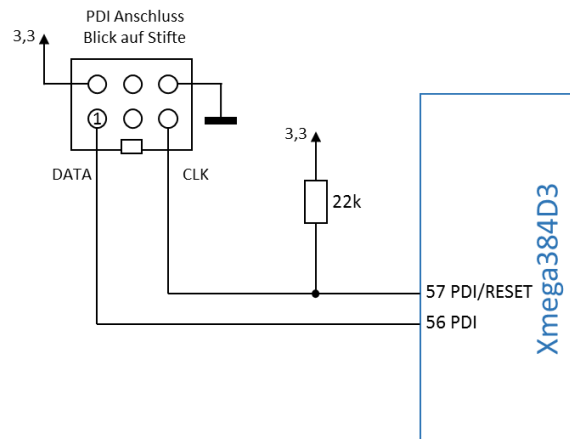 PDI Anschluss
Blick auf Stifte
3,3
1
DATA
CLK
3,3
22k
57 PDI/RESET
56 PDI
Xmega384D3